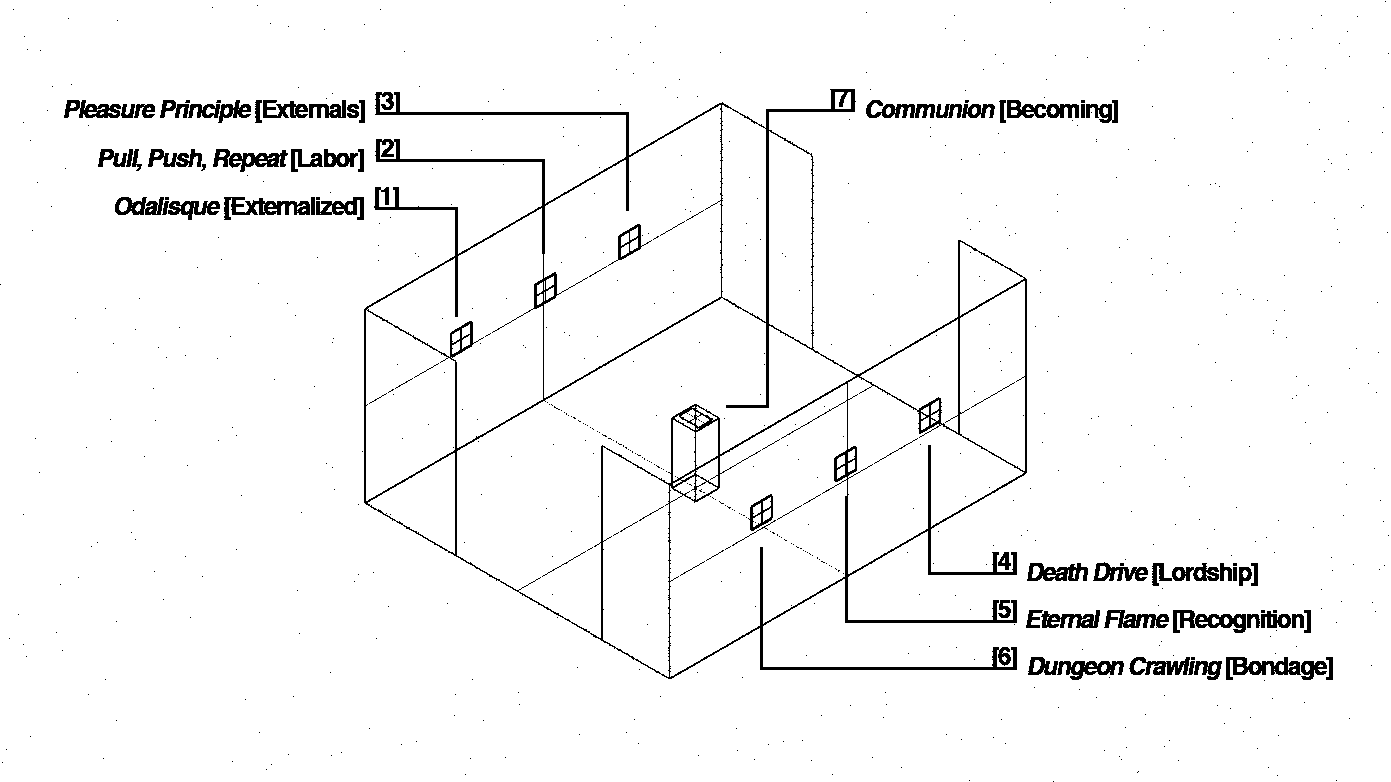 Pleasure Principle [Externals] [3]
Pull, Push, Repeat [Labor] [2]
Odalisque [Externalized] [1]
[7] Communion [Becoming]
[4] Death Drive [Lordship]
[5] Eternal Flame [Recognition]
[6] Dungeon Crawling [Bondage]